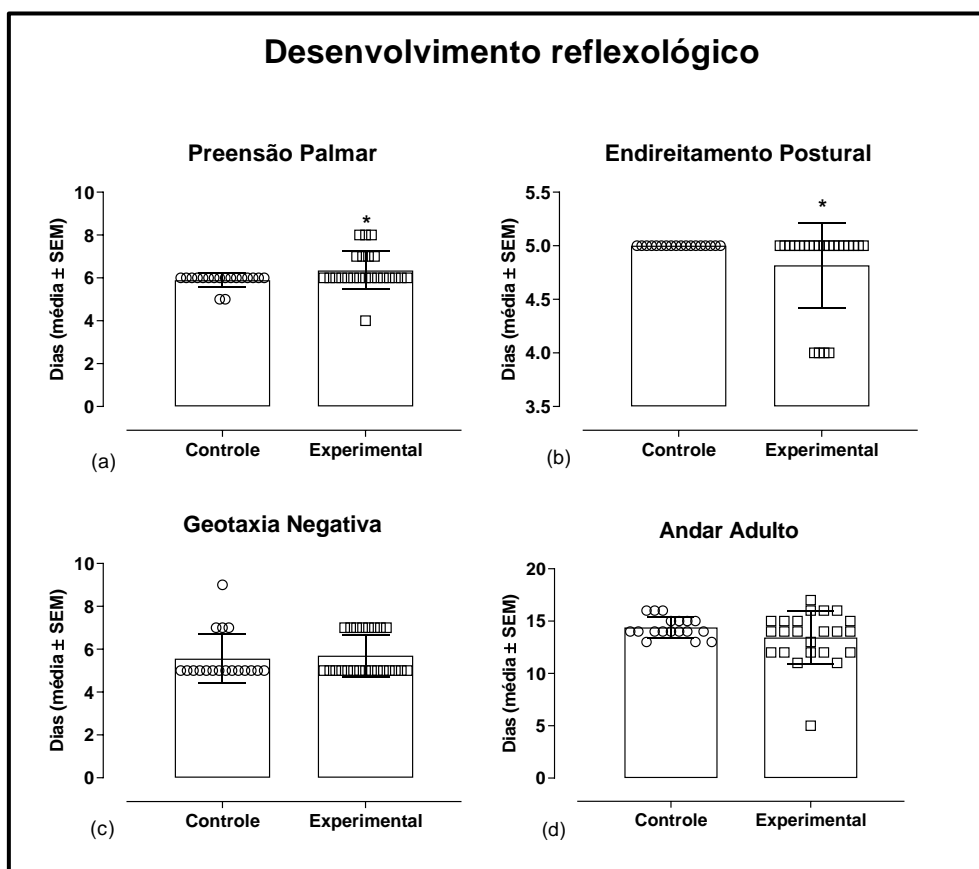 Desenvolvimento reflexológico
Preensão Palmar
Dias (média ± SEM)
10
8
6
4
2
0
*
Controle
Experimental
(a)
Endireitamento Postural
Dias (média ± SEM)
5.5
5.0
4.5
4.0
3.5
*
Controle
Experimental
(b)
Geotaxia Negativa
Dias (média ± SEM)
10
8
6
4
2
0
Controle
Experimental
(c)
Andar Adulto
Dias (média ± SEM)
20
15
10
5
0
Controle
Experimental
(d)